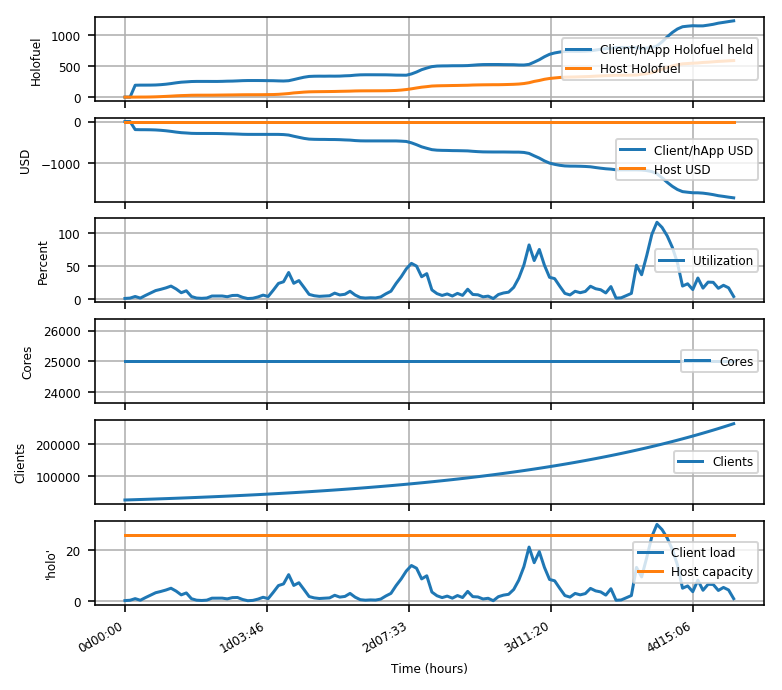 1000
500
0
Holofuel
Client/hApp Holofuel held
Host Holofuel
0
−1000
USD
Client/hApp USD
Host USD
100
50
0
Percent
Utilization
26000
25000
24000
Cores
Cores
200000
100000
Clients
Clients
20
0
'holo'
Client load
Host capacity
0d00:00
1d03:46
2d07:33
3d11:20
4d15:06
Time (hours)